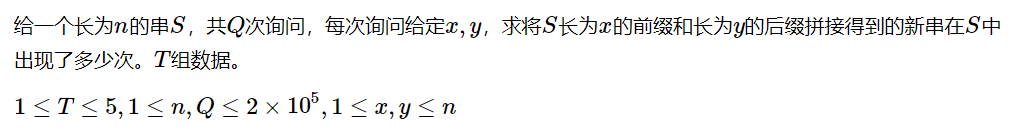 给一个长为n的串S，共Q次询问，每次询问给定x, y，求将S长为x的前缀和长为y的后缀拼接得到的新串在S中
出现了多少次。T组数据。
1 ≤ T ≤ 5, 1 ≤ n, Q ≤ 2 × 10⁵, 1 ≤ x, y ≤ n